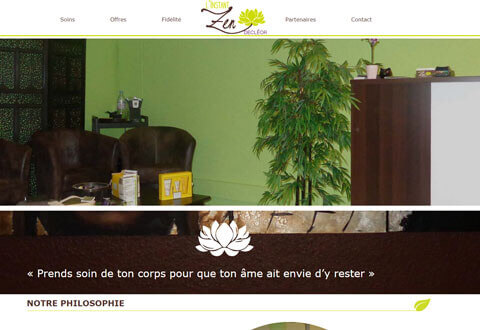 Soins
Offres
Fidelité
L'INSTANT
Zen
DECLÉOR
Partenaires
Contact
« Prends soin de ton corps pour que ton âme ait envie d'y rester »
NOTRE PHILOSOPHIE